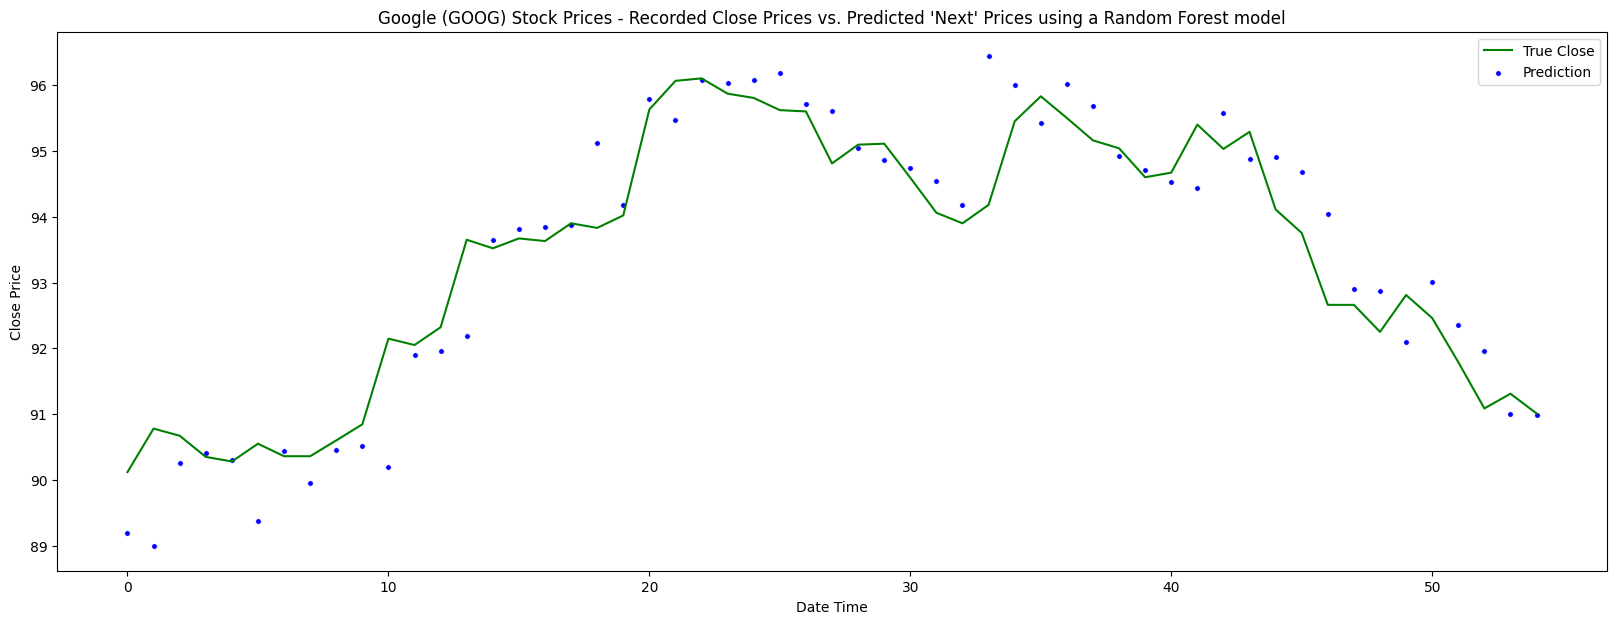 Google (GOOG) Stock Prices - Recorded Close Prices vs. Predicted 'Next' Prices using a Random Forest model
True Close
Prediction
96
95
94
93
92
91
90
89
Close Price
0 10 20 30 40 50
Date Time